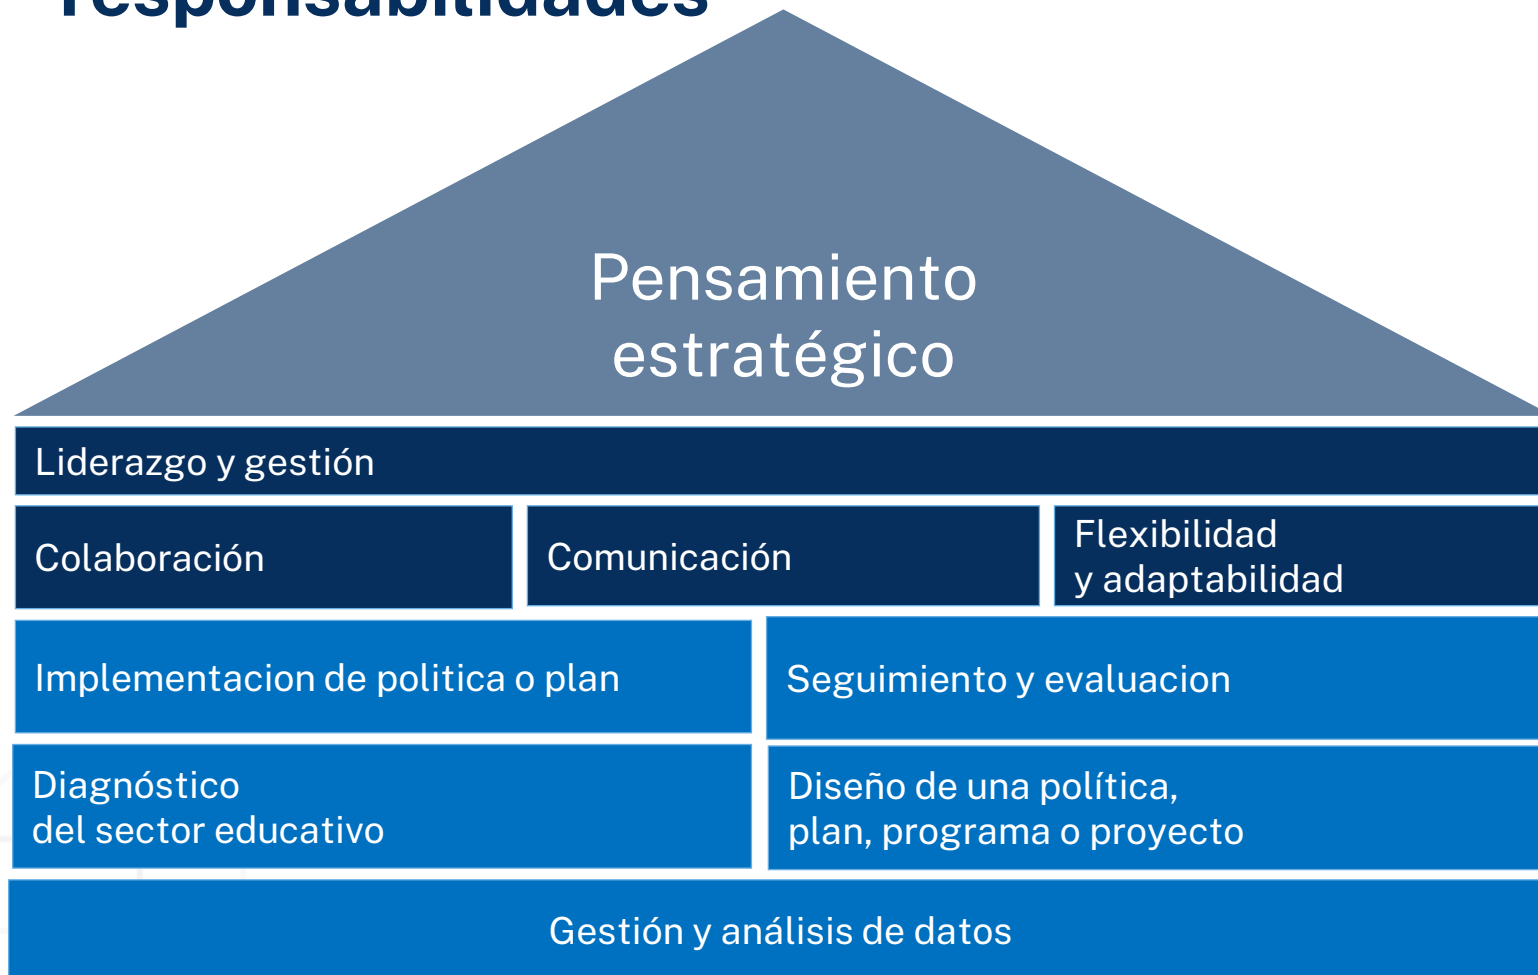 responsabilidades
Pensamiento
estratégico
Liderazgo y gestión
Colaboración
Comunicación
Flexibilidad
y adaptabilidad
Implementacion de politica o plan
Seguimiento y evaluacion
Diagnóstico
del sector educativo
Diseño de una política,
plan, programa o proyecto
Gestión y análisis de datos